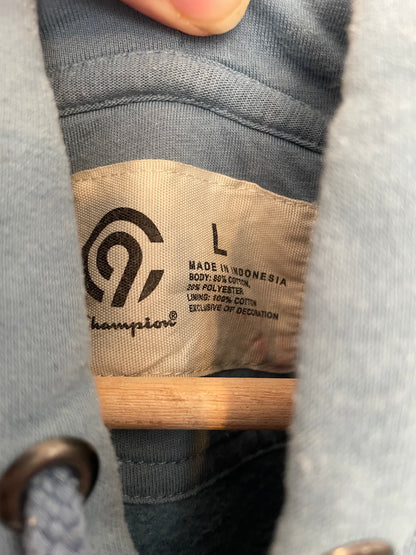 L
MADE IN INDONESIA
BODY: 80% COTTON,
20% POLYESTER
LINING: 100% COTTON
EXCLUSIVE OF DECORATION
C9
Champion®